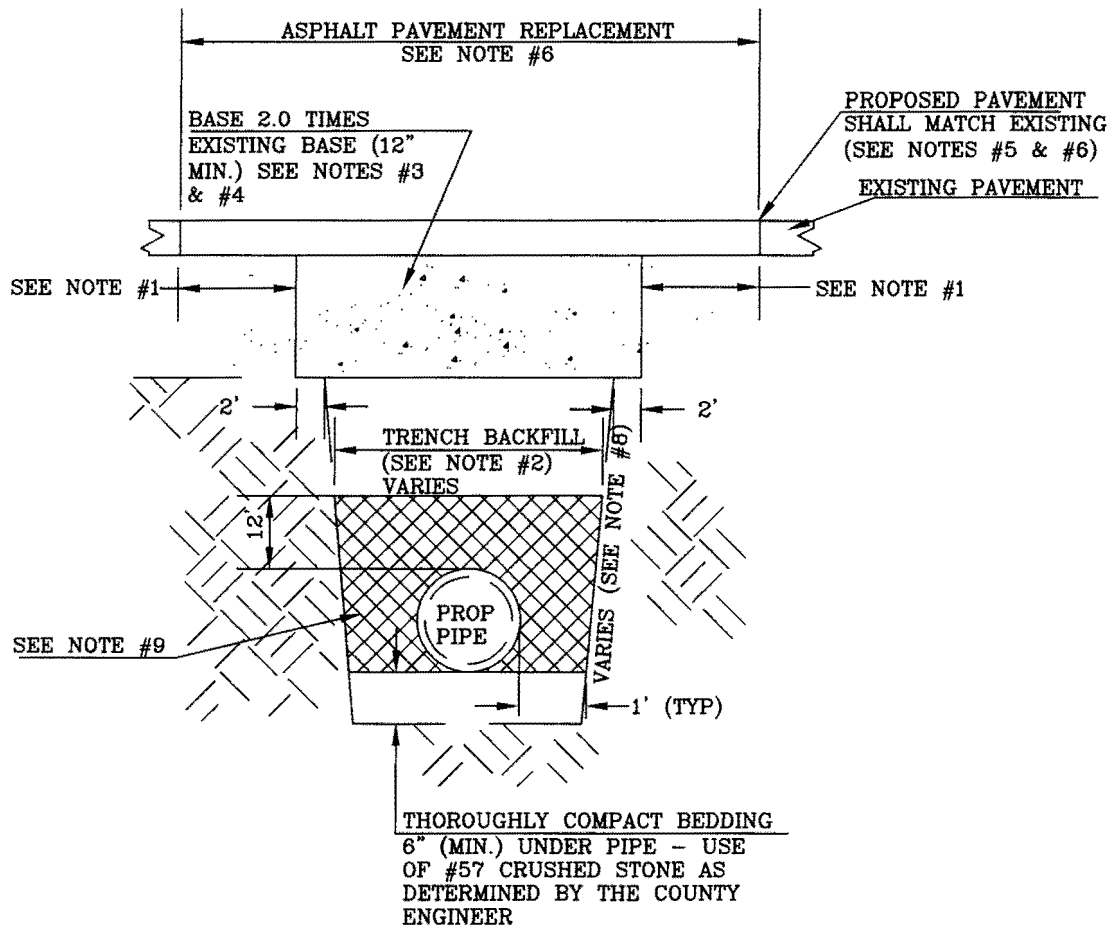 ASPHALT PAVEMENT REPLACEMENT
SEE NOTE #6
BASE 2.0 TIMES
EXISTING BASE (12"
MIN.) SEE NOTES #3
& #4
PROPOSED PAVEMENT
SHALL MATCH EXISTING
(SEE NOTES #5 & #6)
EXISTING PAVEMENT
SEE NOTE #1
SEE NOTE #1
2'
2'
TRENCH BACKFILL
(SEE NOTE #2)
VARIES
VARIES (SEE NOTE #8)
12"
PROP
PIPE
SEE NOTE #9
1' (TYP)
THOROUGHLY COMPACT BEDDING
6" (MIN.) UNDER PIPE - USE
OF #57 CRUSHED STONE AS
DETERMINED BY THE COUNTY
ENGINEER